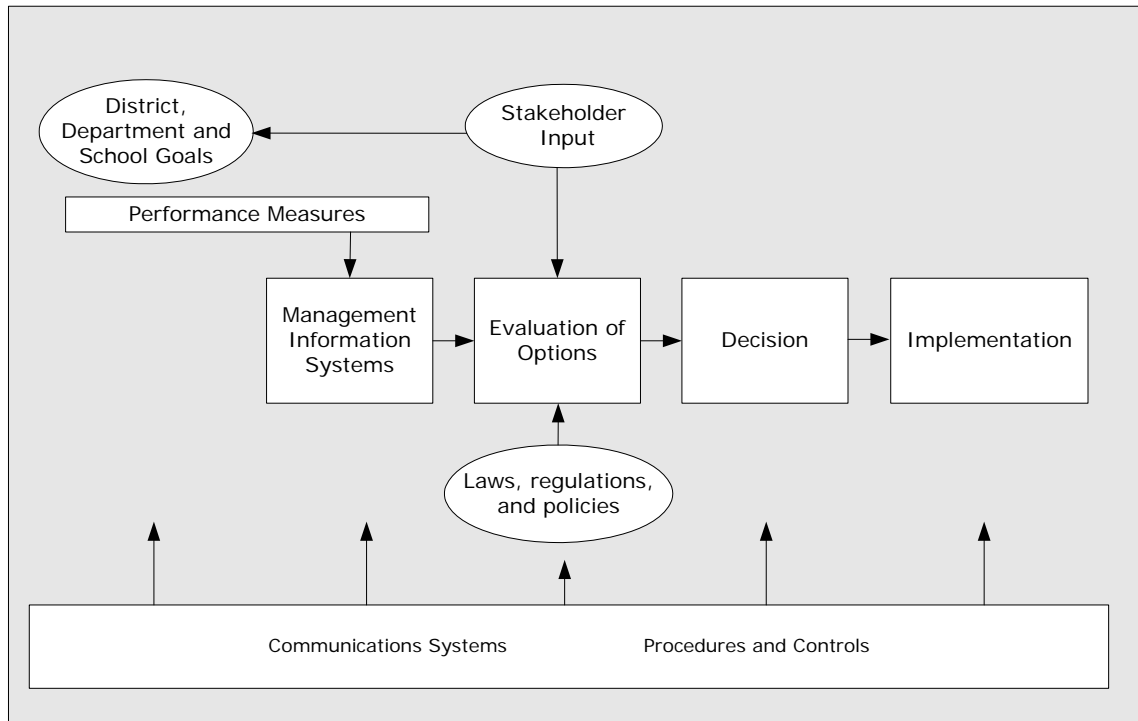 District,
Department and
School Goals
Stakeholder
Input
Performance Measures
Management
Information
Systems
Evaluation of
Options
Decision
Implementation
Laws, regulations,
and policies
Communications Systems
Procedures and Controls